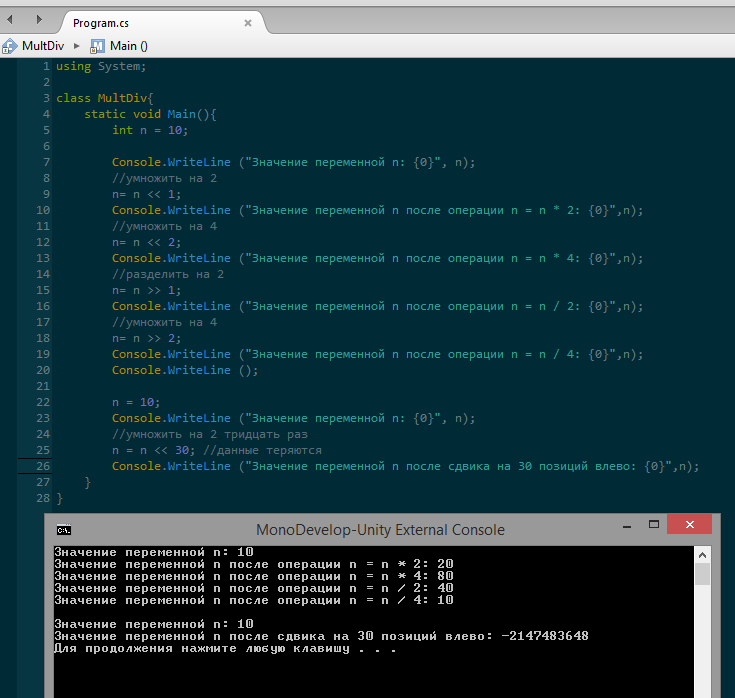 Program.cs
MultDiv ▸ Main ()
1 using System;
2
3 class MultDiv{
4 static void Main(){
5 int n = 10;
6
7 Console.WriteLine ("Значение переменной n: {0}", n);
8 //умножить на 2
9 n= n << 1;
10 Console.WriteLine ("Значение переменной n после операции n = n * 2: {0}",n);
11 //умножить на 4
12 n= n << 2;
13 Console.WriteLine ("Значение переменной n после операции n = n * 4: {0}",n);
14 //разделить на 2
15 n= n >> 1;
16 Console.WriteLine ("Значение переменной n после операции n = n / 2: {0}",n);
17 //умножить на 4
18 n= n >> 2;
19 Console.WriteLine ("Значение переменной n после операции n = n / 4: {0}",n);
20 Console.WriteLine ();
21
22 n = 10;
23 Console.WriteLine ("Значение переменной n: {0}", n);
24 //умножить на 2 тридцать раз
25 n = n << 30; //данные теряются
26 Console.WriteLine ("Значение переменной n после сдвига на 30 позиций влево: {0}",n);
27 }
28 }
C:\. MonoDevelop-Unity External Console
Значение переменной n: 10
Значение переменной n после операции n = n * 2: 20
Значение переменной n после операции n = n * 4: 80
Значение переменной n после операции n = n / 2: 40
Значение переменной n после операции n = n / 4: 10
Значение переменной n: 10
Значение переменной n после сдвига на 30 позиций влево: -2147483648
Для продолжения нажмите любую клавишу . . .